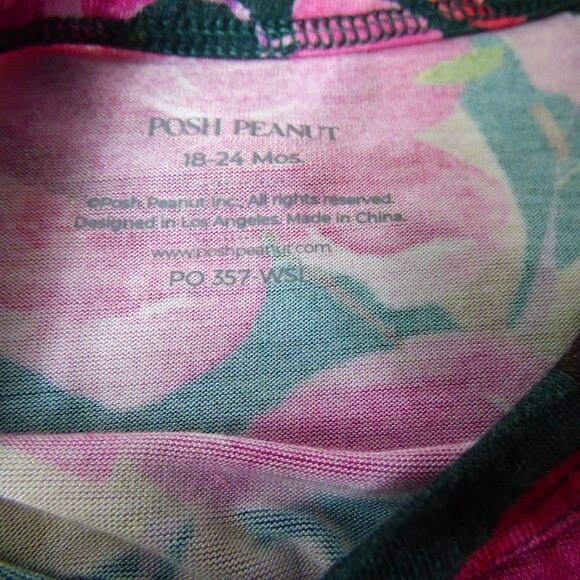 POSH PEANUT
18-24 Mos.
©Posh Peanut Inc., All rights reserved.
Designed in Los Angeles. Made in China.
www.poshpeanut.com
PO 357-WSL